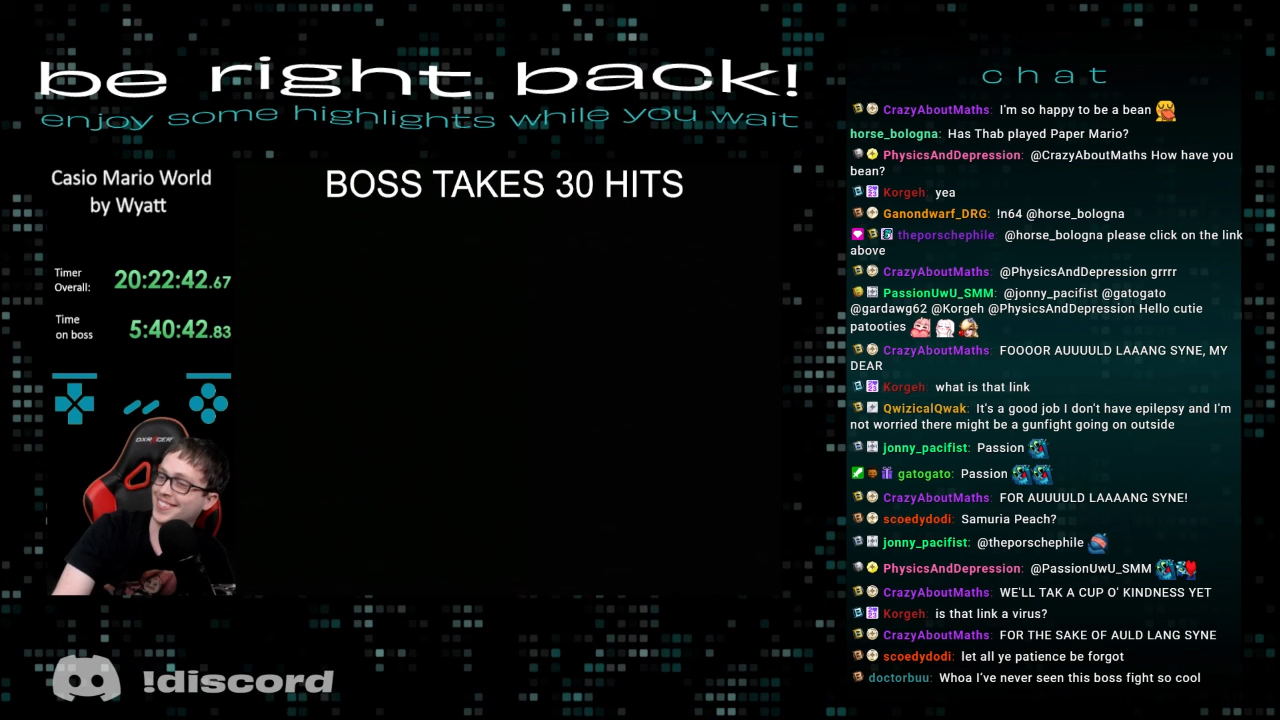 be right back!
enjoy some highlights while you wait
Casio Mario World
by Wyatt
Timer
Overall:
20:22:42.67
Time
on boss
5:40:42.83
BOSS TAKES 30 HITS
DXRACER
!discord
chat
CrazyAboutMaths: I'm so happy to be a bean
horse_bologna: Has Thab played Paper Mario?
PhysicsAndDepression: @CrazyAboutMaths How have you
bean?
Korgeh: yea
Ganondwarf_DRG: !n64 @horse_bologna
theporschephile: @horse_bologna please click on the link
above
CrazyAboutMaths: @PhysicsAndDepression grrrr
PassionUwU_SMM: @jonny_pacifist @gatogato
@gardawg62 @Korgeh @PhysicsAndDepression Hello cutie
patooties
CrazyAboutMaths: FOOOOR AUUUULD LAAANG SYNE, MY
DEAR
Korgeh: what is that link
QwizicalQwak: It's a good job I don't have epilepsy and I'm
not worried there might be a gunfight going on outside
jonny_pacifist: Passion
gatogato: Passion
CrazyAboutMaths: FOR AUUUULD LAAAANG SYNE!
scoedydodi: Samuria Peach?
jonny_pacifist: @theporschephile
PhysicsAndDepression: @PassionUwU_SMM
CrazyAboutMaths: WE'LL TAK A CUP O' KINDNESS YET
Korgeh: is that link a virus?
CrazyAboutMaths: FOR THE SAKE OF AULD LANG SYNE
scoedydodi: let all ye patience be forgot
doctorbuu: Whoa I've never seen this boss fight so cool